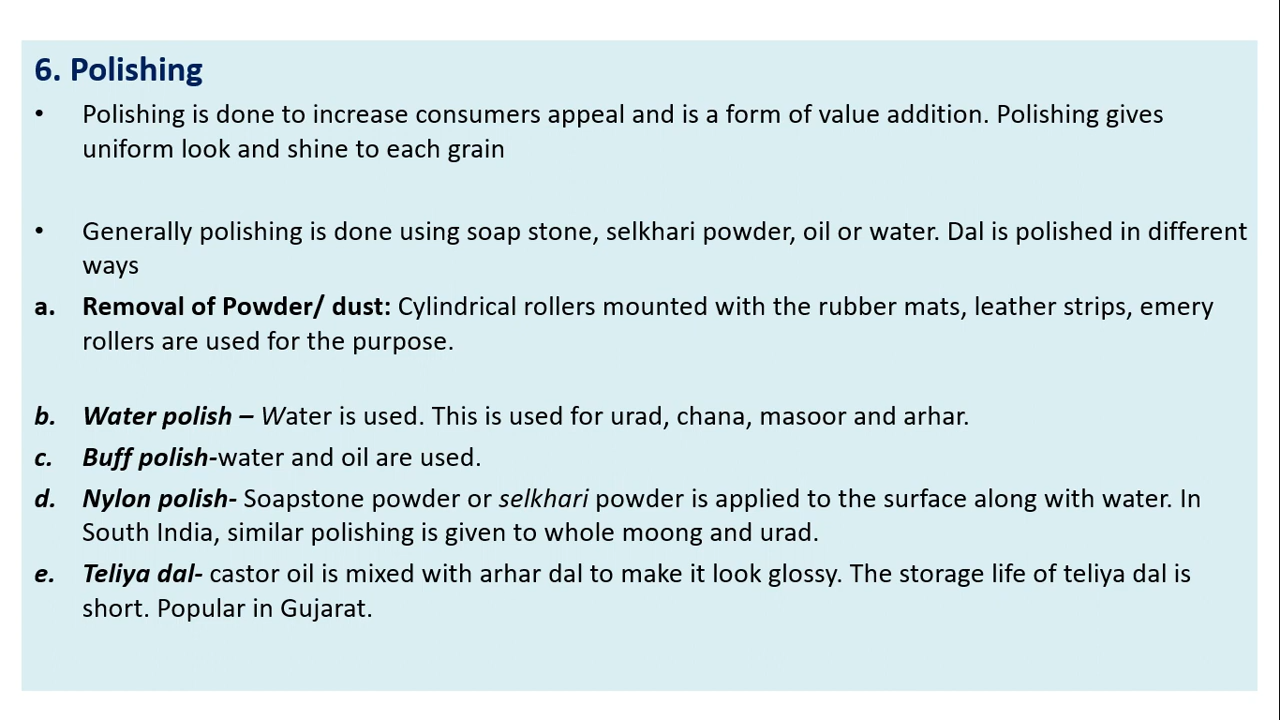 6. Polishing
• Polishing is done to increase consumers appeal and is a form of value addition. Polishing gives
uniform look and shine to each grain
• Generally polishing is done using soap stone, selkhari powder, oil or water. Dal is polished in different
ways
a. Removal of Powder/ dust: Cylindrical rollers mounted with the rubber mats, leather strips, emery
rollers are used for the purpose.
b. Water polish – Water is used. This is used for urad, chana, masoor and arhar.
c. Buff polish-water and oil are used.
d. Nylon polish- Soapstone powder or selkhari powder is applied to the surface along with water. In
South India, similar polishing is given to whole moong and urad.
e. Teliya dal- castor oil is mixed with arhar dal to make it look glossy. The storage life of teliya dal is
short. Popular in Gujarat.